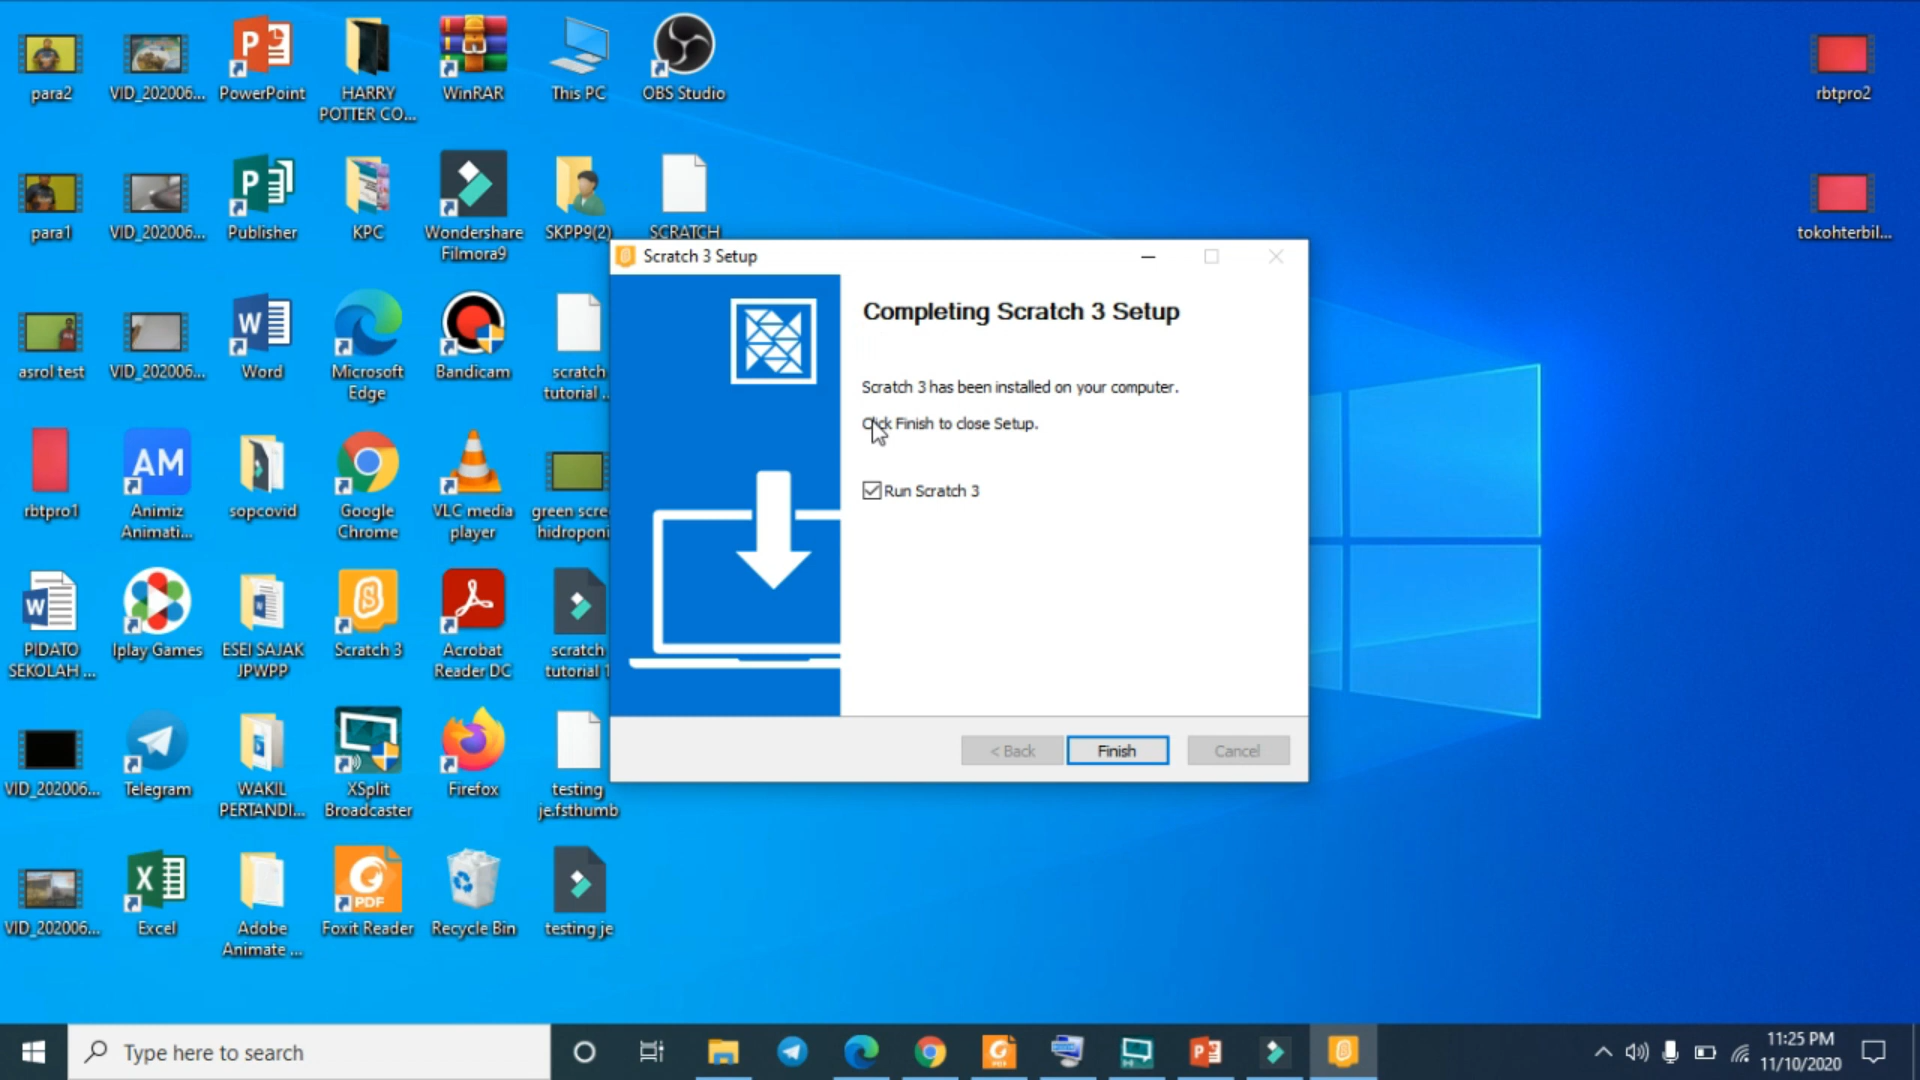 para2
VID_202006...
PowerPoint
HARRY
POTTER CO...
WinRAR
This PC
OBS Studio
rbtpro2
para1
VID_202006...
Publisher
KPC
Wondershare
Filmora9
SKPP9(2)
SCRATCH
tokohterbil...
asrol test
VID_202006...
Word
Microsoft
Edge
Bandicam
scratch
tutorial ..
rbtpro1
AM
Animiz
Animati...
sopcovid
Google
Chrome
VLC media
player
green scre
hidroponi
PIDATO
SEKOLAH ...
Iplay Games
ESEI SAJAK
JPWPP
Scratch 3
Acrobat
Reader DC
scratch
tutorial 1
VID_202006...
Telegram
WAKIL
PERTANDI...
XSplit
Broadcaster
Firefox
testing
je.fsthumb
VID_202006...
Excel
Adobe
Animate ...
PDF
Foxit Reader
Recycle Bin
testing je
Scratch 3 Setup
Completing Scratch 3 Setup
Scratch 3 has been installed on your computer.
Click Finish to close Setup.
Run Scratch 3
< Back
Finish
Cancel
Type here to search
11:25 PM
11/10/2020